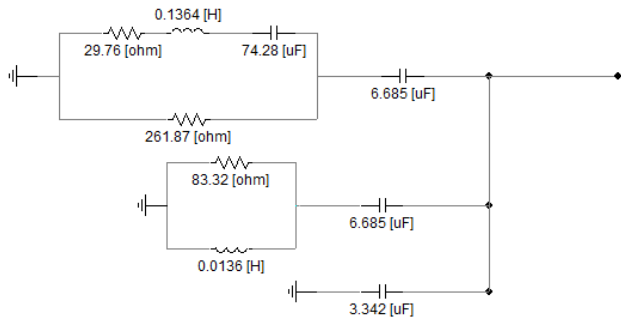 0.1364 [H]
29.76 [ohm]
74.28 [uF]
6.685 [uF]
261.87 [ohm]
83.32 [ohm]
6.685 [uF]
0.0136 [H]
3.342 [uF]